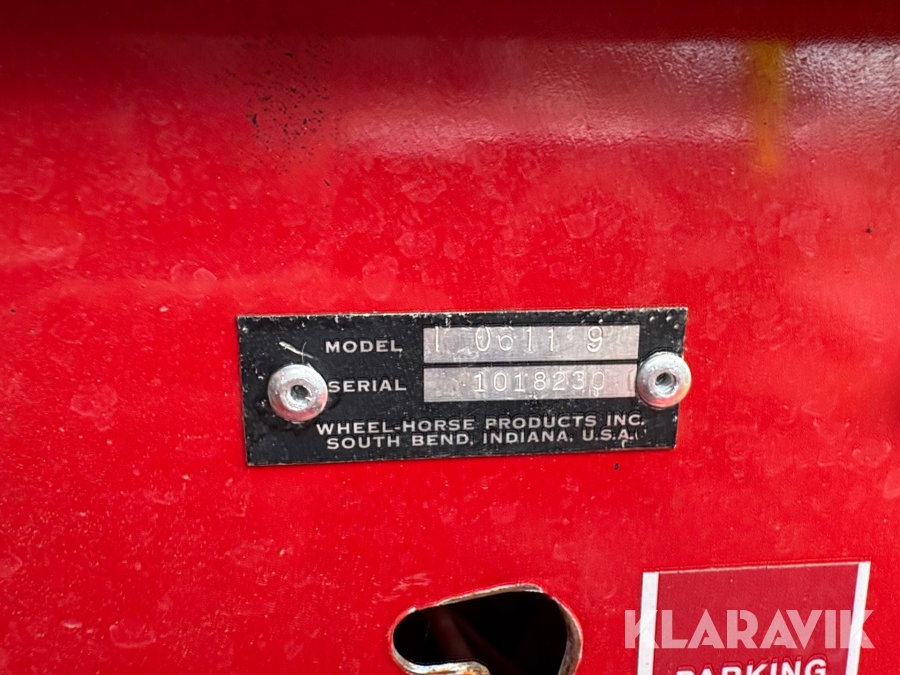 MODEL 1 0611 9
SERIAL 1018230
WHEEL-HORSE PRODUCTS INC.
SOUTH BEND, INDIANA, U.S.A.
KLARAVIK
PARKING